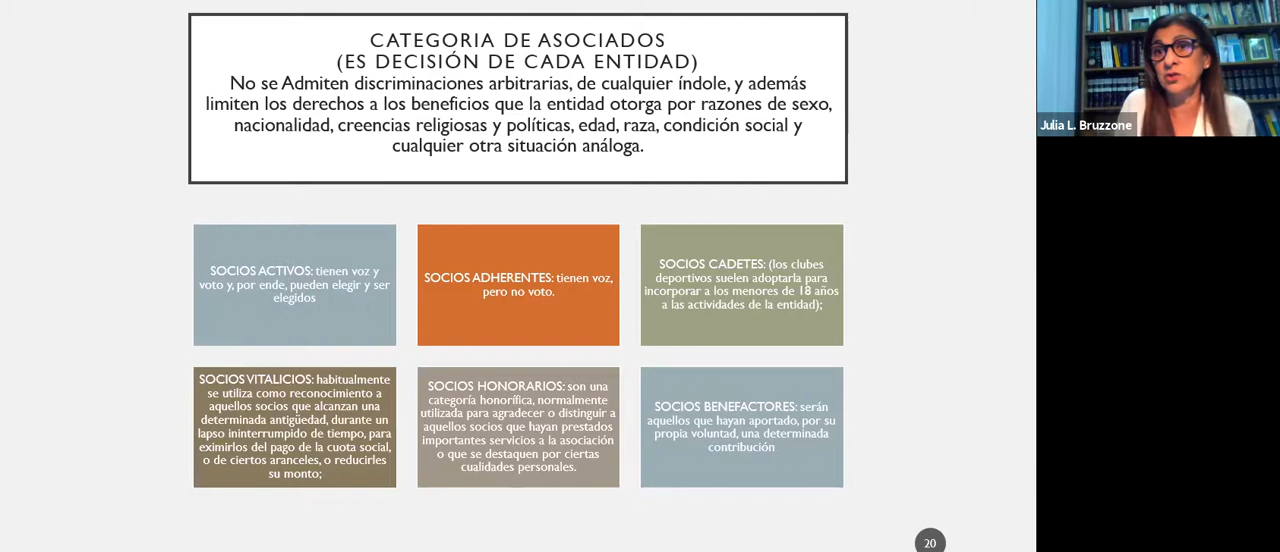 CATEGORIA DE ASOCIADOS
(ES DECISIÓN DE CADA ENTIDAD)
No se Admiten discriminaciones arbitrarias, de cualquier índole, y además
limiten los derechos a los beneficios que la entidad otorga por razones de sexo,
nacionalidad, creencias religiosas y políticas, edad, raza, condición social y
cualquier otra situación análoga.
SOCIOS ACTIVOS: tienen voz y
voto y, por ende, pueden elegir y ser
elegidos
SOCIOS ADHERENTES: tienen voz,
pero no voto.
SOCIOS CADETES: (los clubes
deportivos suelen adoptarla para
incorporar a los menores de 18 años
a las actividades de la entidad);
SOCIOS VITALICIOS: habitualmente
se utiliza como reconocimiento a
aquellos socios que alcanzan una
determinada antigüedad, durante un
lapso ininterrumpido de tiempo, para
eximirlos del pago de la cuota social,
o de ciertos aranceles, o reducirles
su monto;
SOCIOS HONORARIOS: son una
categoría honorífica, normalmente
utilizada para agradecer o distinguir a
aquellos socios que hayan prestados
importantes servicios a la asociación
o que se destaquen por ciertas
cualidades personales.
SOCIOS BENEFACTORES: serán
aquellos que hayan aportado, por su
propia voluntad, una determinada
contribución
20
Julia L. Bruzzone